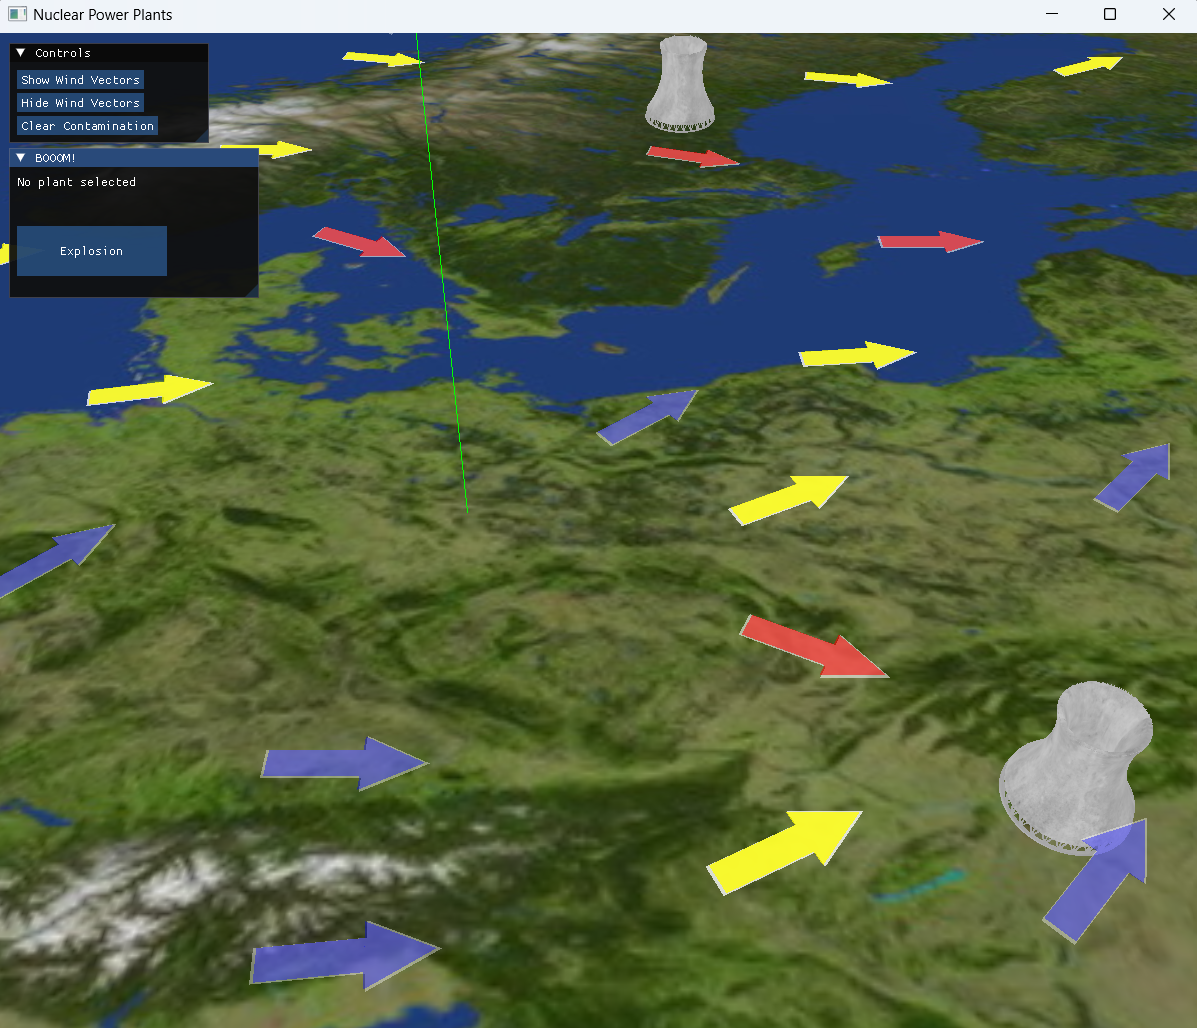 Nuclear Power Plants
Controls
Show Wind Vectors
Hide Wind Vectors
Clear Contamination
BOOOM!
No plant selected
Explosion